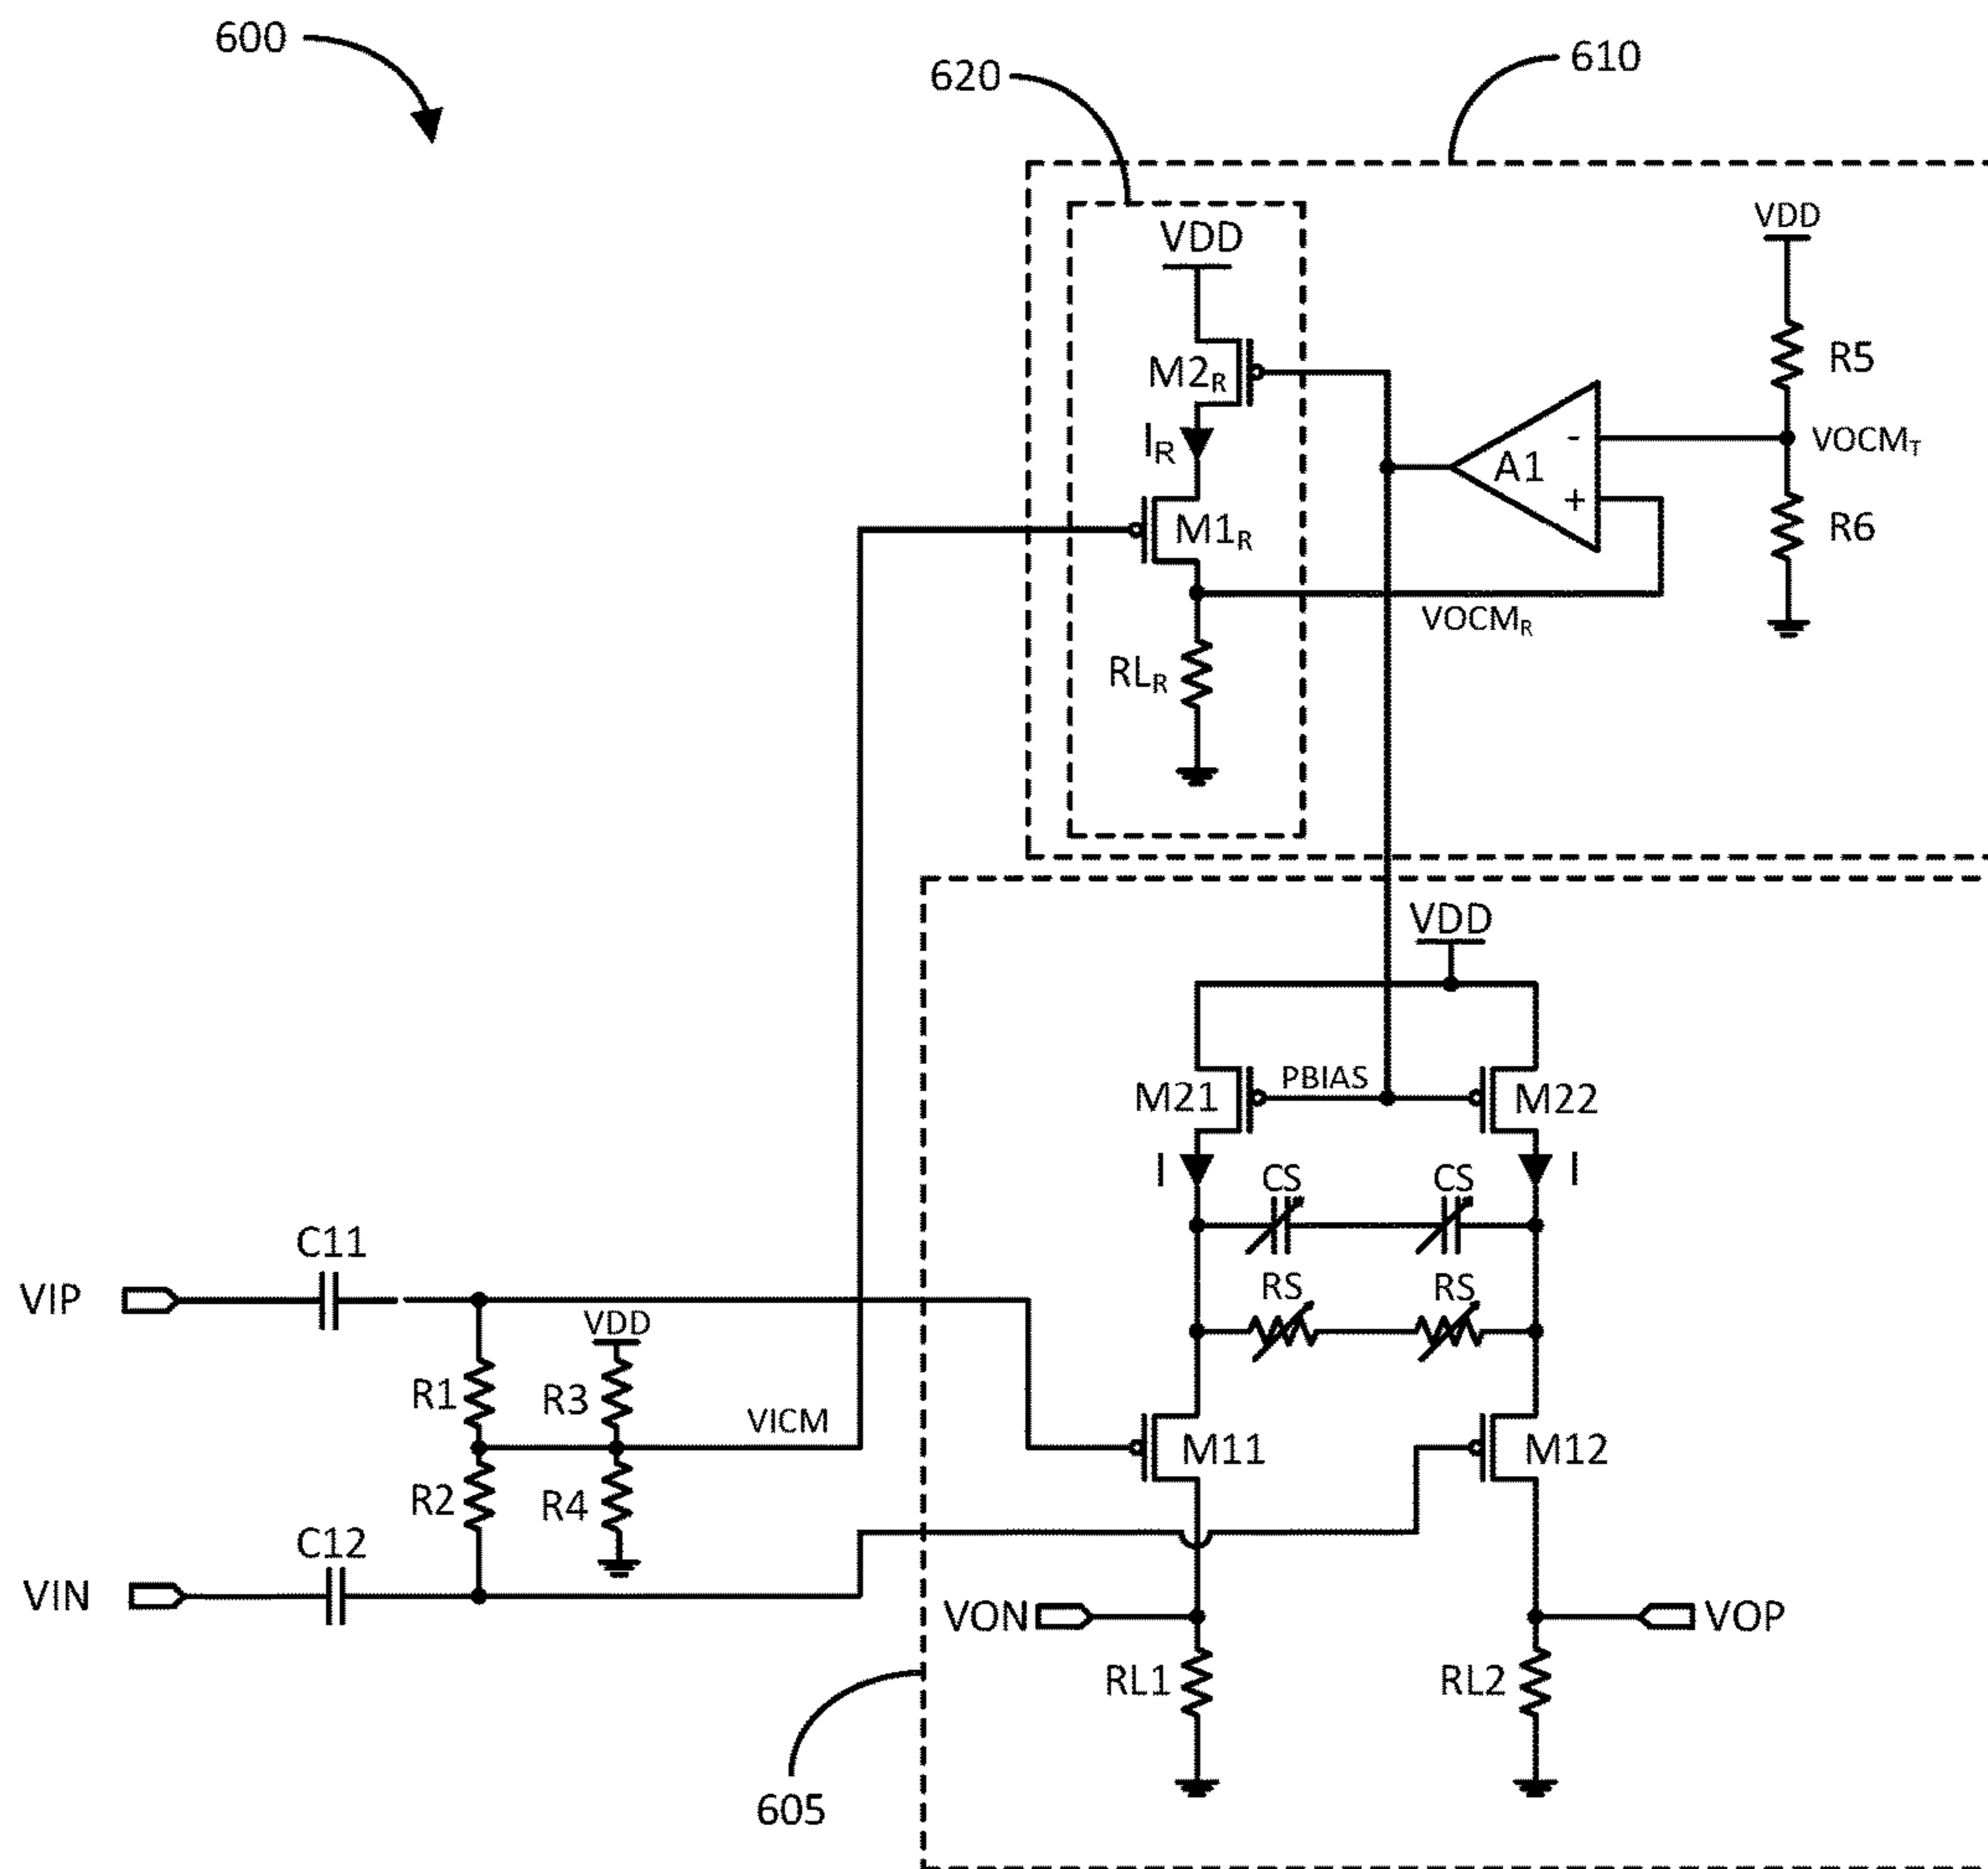 600
620
610
VDD
VDD
M2R
R5
IR
A1
-
+
VOCMT
M1R
R6
VOCMR
RLR
VDD
M21
PBIAS
M22
I
CS
CS
I
C11
RS
RS
VIP
VDD
R1
R3
VICM
M11
M12
R2
R4
C12
VIN
VON
VOP
RL1
RL2
605